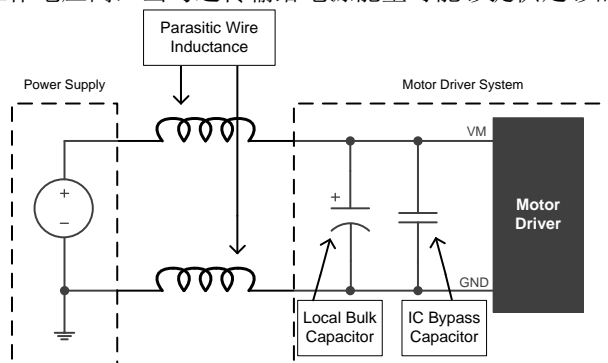 Parasitic Wire
Inductance
Power Supply
Motor Driver System
VM
+
–
+
Motor
Driver
GND
Local Bulk
Capacitor
IC Bypass
Capacitor